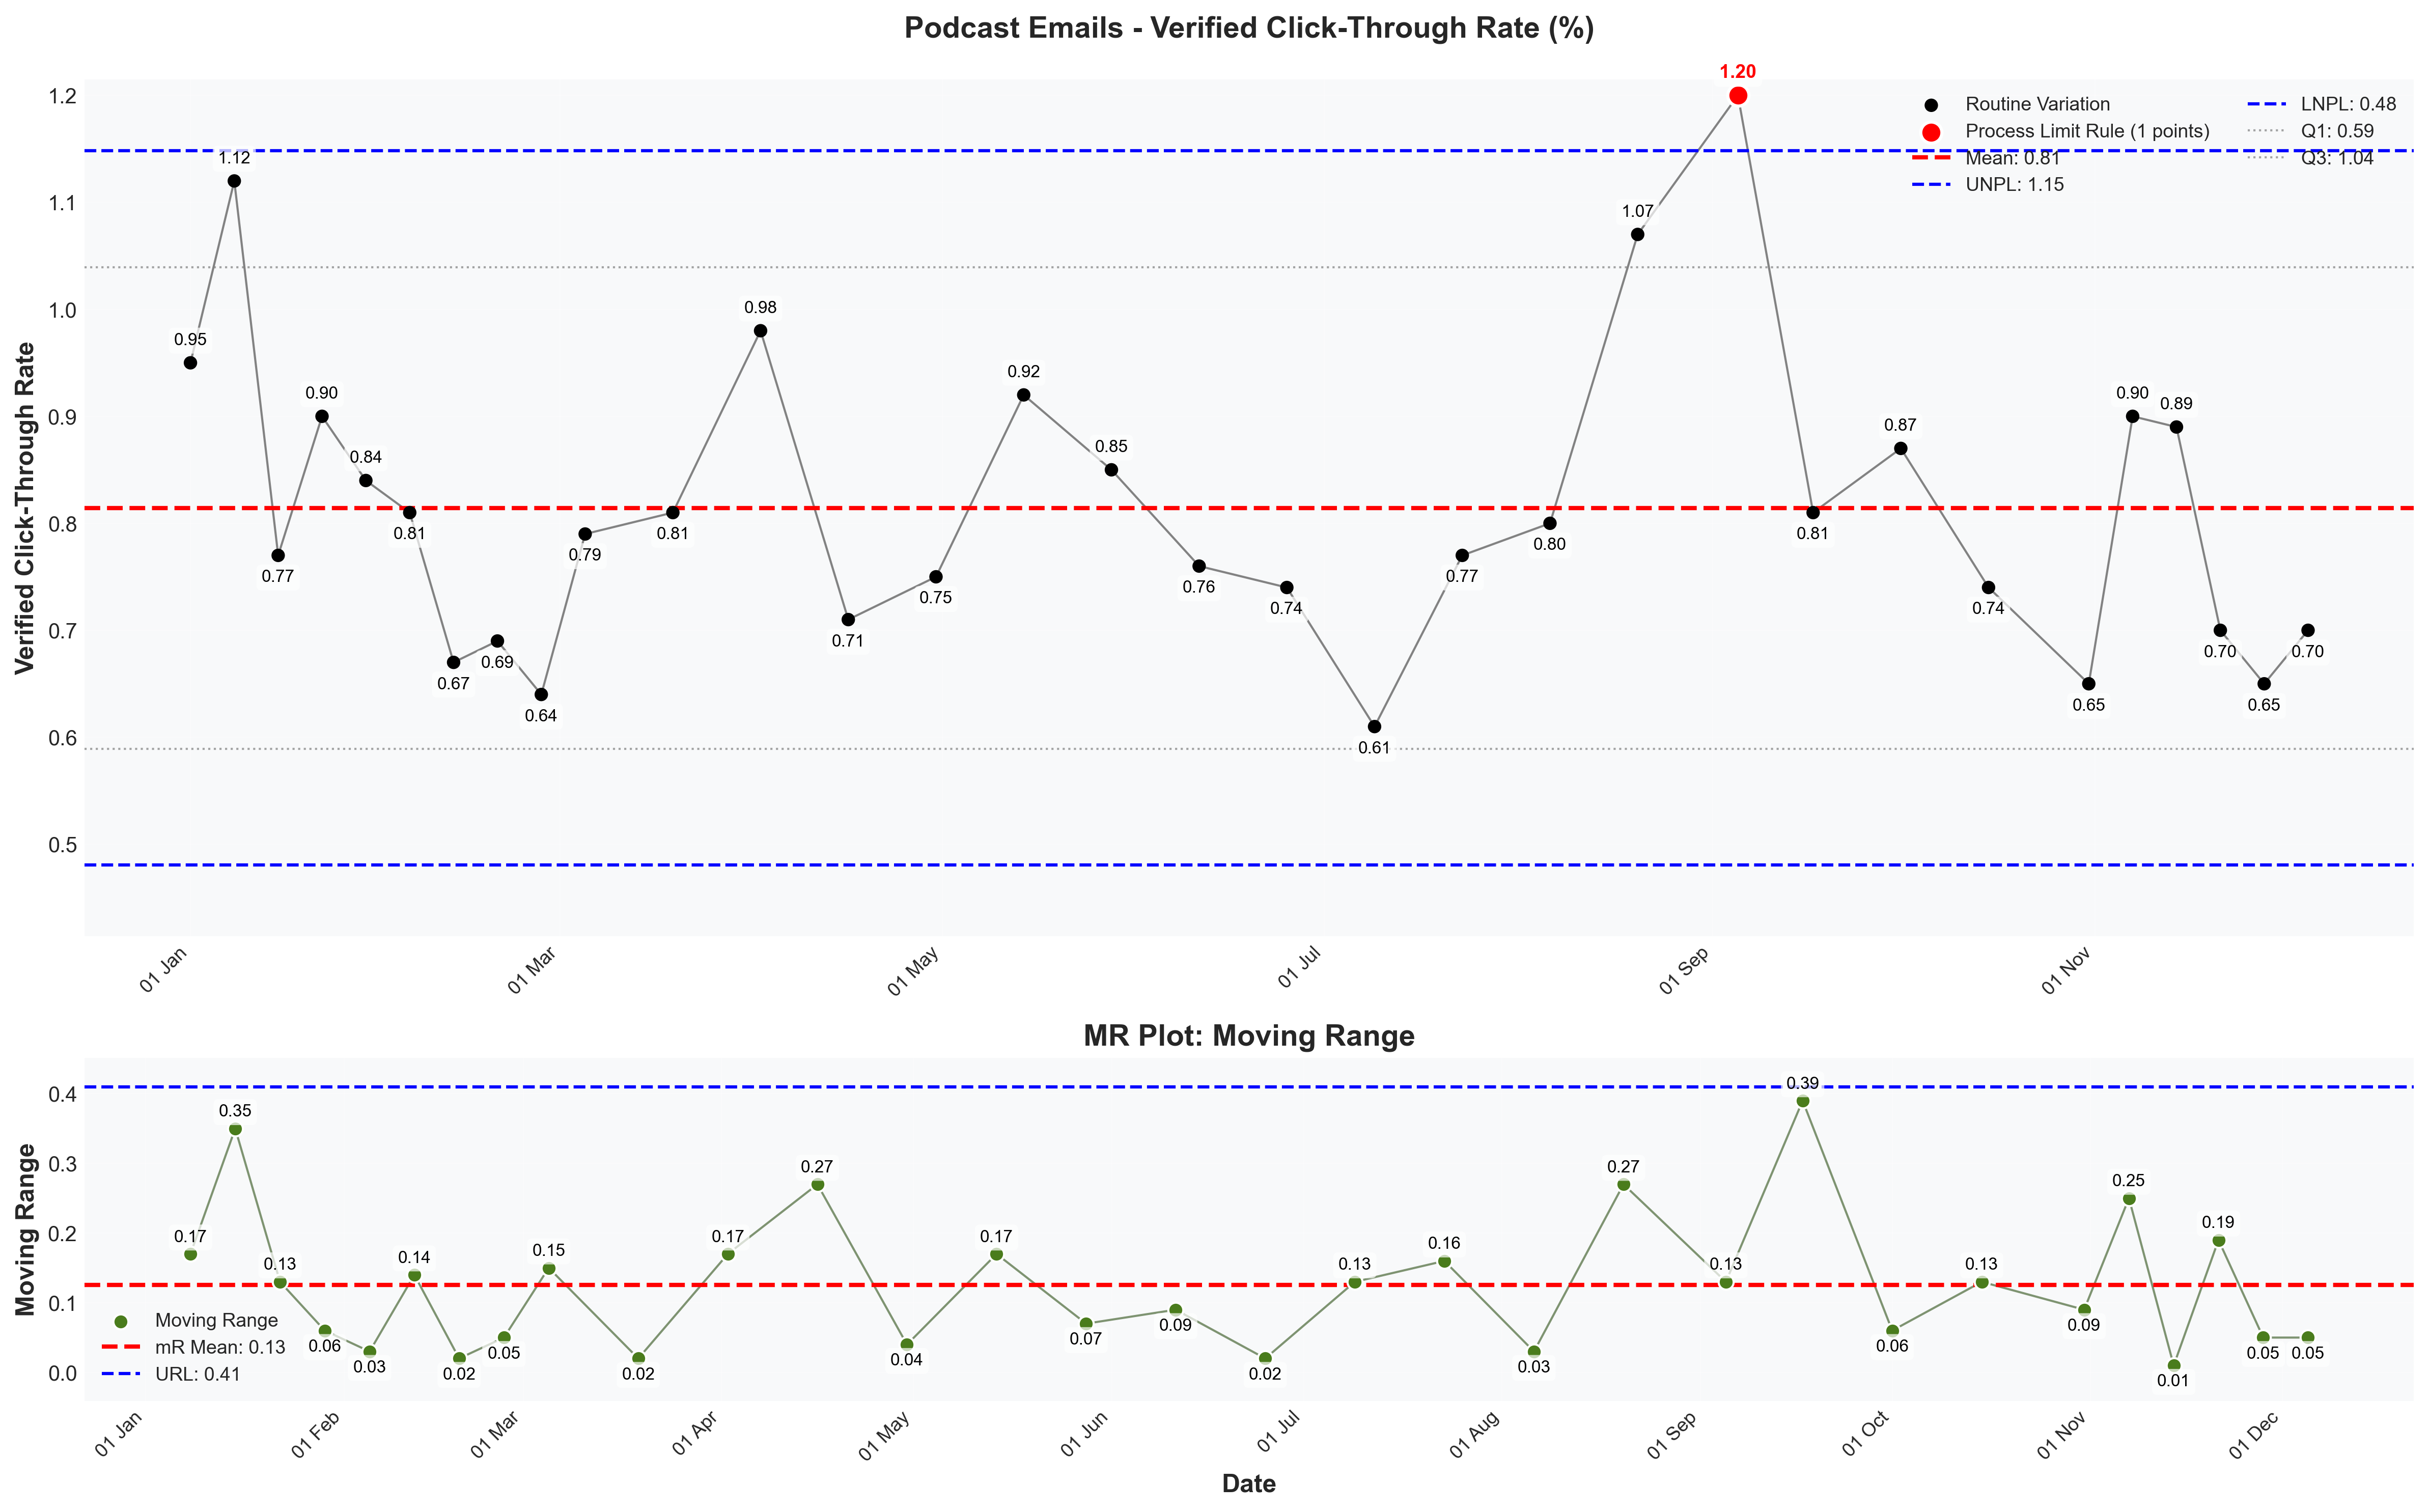 Podcast Emails - Verified Click-Through Rate (%)
Verified Click-Through Rate
1.2
1.1
1.0
0.9
0.8
0.7
0.6
0.5
Routine Variation
Process Limit Rule (1 points)
Mean: 0.81
UNPL: 1.15
LNPL: 0.48
Q1: 0.59
Q3: 1.04
0.95
1.12
0.77
0.90
0.84
0.81
0.67
0.69
0.64
0.79
0.81
0.98
0.71
0.75
0.92
0.85
0.76
0.74
0.61
0.77
0.80
1.07
1.20
0.81
0.87
0.74
0.65
0.90
0.89
0.70
0.65
0.70
01 Jan
01 Mar
01 May
01 Jul
01 Sep
01 Nov
MR Plot: Moving Range
Moving Range
0.4
0.3
0.2
0.1
0.0
0.17
0.35
0.13
0.06
0.03
0.14
0.02
0.05
0.15
0.02
0.17
0.27
0.04
0.17
0.07
0.09
0.02
0.13
0.16
0.03
0.27
0.13
0.39
0.06
0.13
0.09
0.25
0.01
0.19
0.05
0.05
Moving Range
mR Mean: 0.13
URL: 0.41
01 Jan
01 Feb
01 Mar
01 Apr
01 May
01 Jun
01 Jul
01 Aug
01 Sep
01 Oct
01 Nov
01 Dec
Date